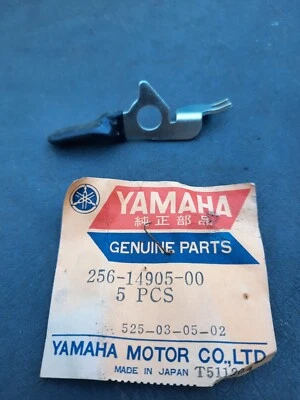 YAMAHA
純正部品
GENUINE PARTS
256-14905-00
5 PCS
525-03-05-02
YAMAHA MOTOR CO.,LTD
MADE IN JAPAN